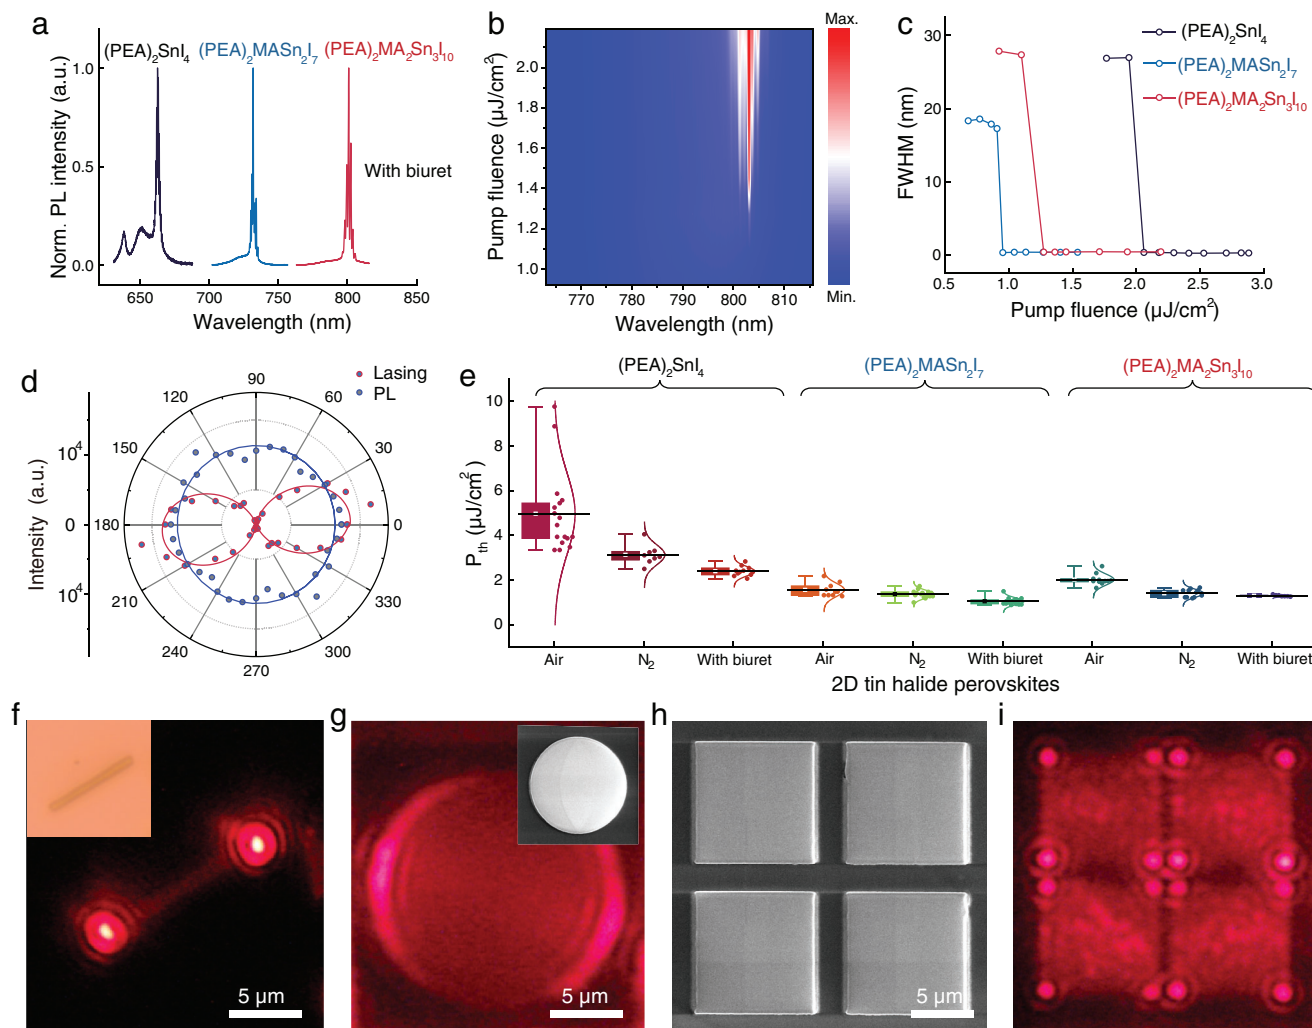 a
(PEA)₂SnI₄ (PEA)₂MASn₂I₇ (PEA)₂MA₂Sn₃I₁₀
With biuret
Norm. PL intensity (a.u.)
1.0
0.5
0.0
650 700 750 800 850
Wavelength (nm)
b
Pump fluence (μJ/cm²)
2.0
1.8
1.6
1.4
1.2
1.0
770 780 790 800 810
Wavelength (nm)
Max.
Min.
c
(PEA)₂SnI₄
(PEA)₂MASn₂I₇
(PEA)₂MA₂Sn₃I₁₀
FWHM (nm)
30
20
10
0
0.5 1.0 1.5 2.0 2.5 3.0
Pump fluence (μJ/cm²)
d
Lasing
PL
Intensity (a.u.)
10⁴
0
10⁴
90
120 60
150 30
180 0
210 330
240 300
270
e
(PEA)₂SnI₄ (PEA)₂MASn₂I₇ (PEA)₂MA₂Sn₃I₁₀
Pₜₕ (μJ/cm²)
10
8
6
4
2
0
Air N₂ With biuret Air N₂ With biuret Air N₂ With biuret
2D tin halide perovskites
f
5 μm
g
5 μm
h
5 μm
i
5 μm